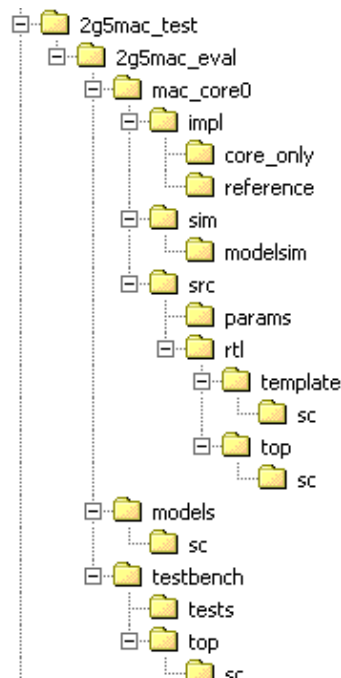 2g5mac_test
2g5mac_eval
mac_core0
impl
core_only
reference
sim
modelsim
src
params
rtl
template
sc
top
sc
models
sc
testbench
tests
top
sc